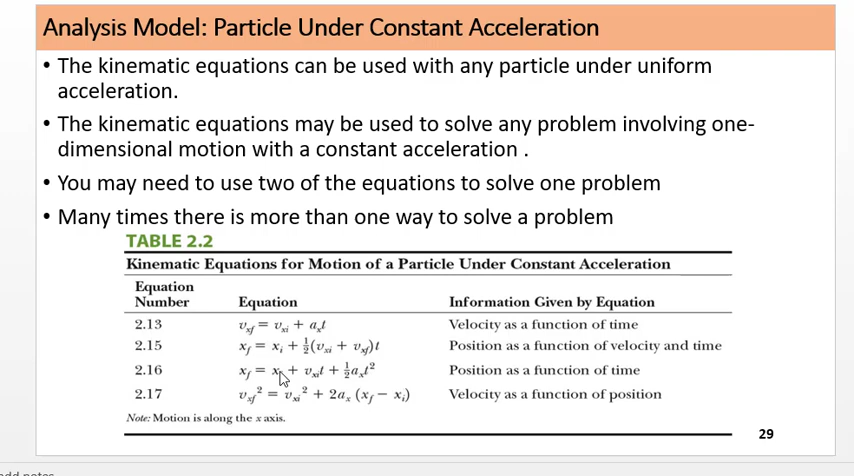 Analysis Model: Particle Under Constant Acceleration
• The kinematic equations can be used with any particle under uniform
acceleration.
• The kinematic equations may be used to solve any problem involving one-
dimensional motion with a constant acceleration .
• You may need to use two of the equations to solve one problem
• Many times there is more than one way to solve a problem
TABLE 2.2
Kinematic Equations for Motion of a Particle Under Constant Acceleration
Equation
Number Equation Information Given by Equation
2.13 v_xf = v_xi + a_x t Velocity as a function of time
2.15 x_f = x_i + ½(v_xi + v_xf)t Position as a function of velocity and time
2.16 x_f = x + v_xi t + ½a_x t² Position as a function of time
2.17 v_xf² = v_xi² + 2a_x (x_f − x_i) Velocity as a function of position
Note: Motion is along the x axis.
29